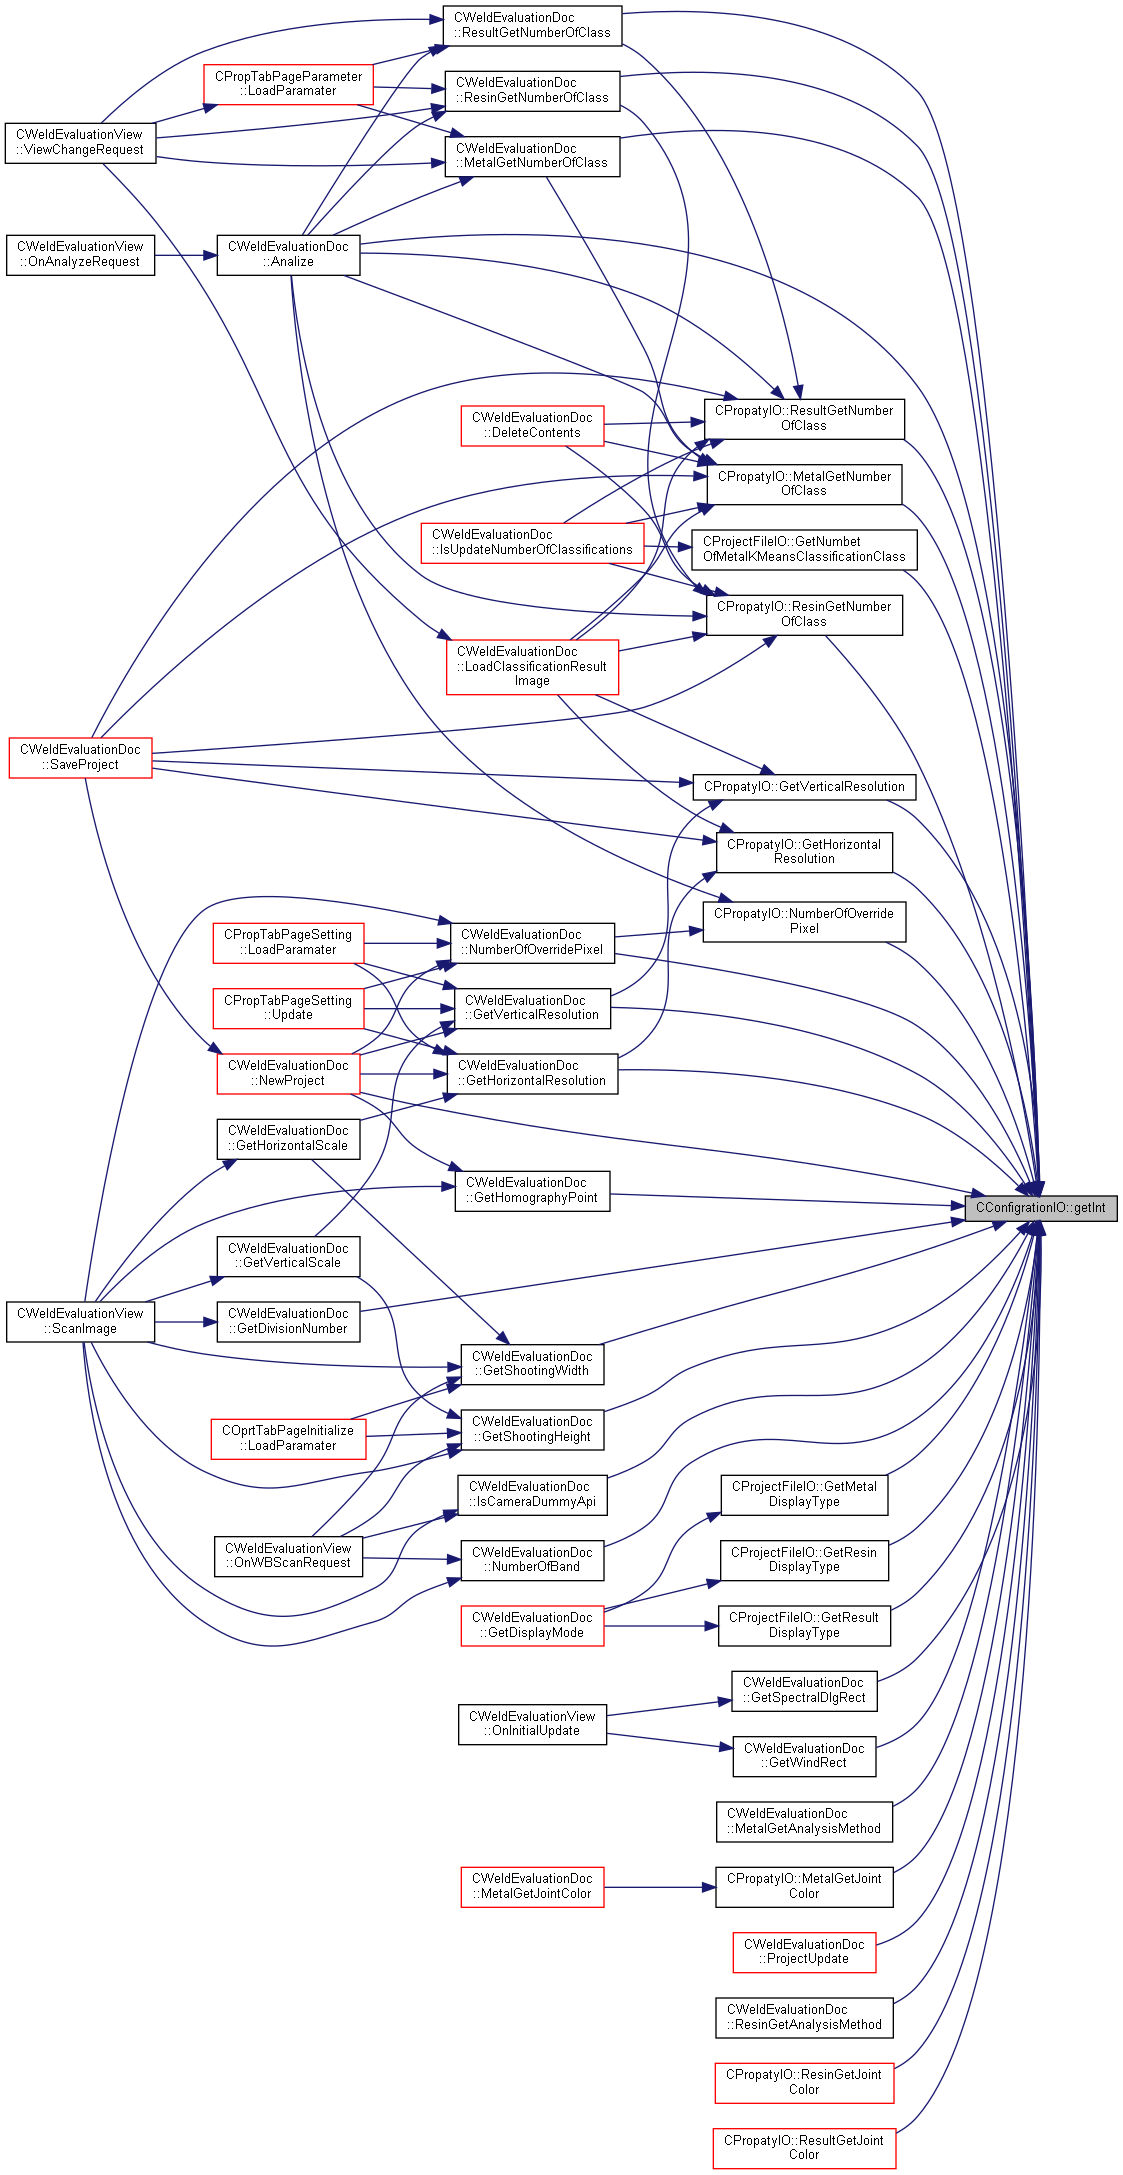 CWeldEvaluationDoc
::ResultGetNumberOfClass
CPropTabPageParameter
::LoadParamater
CWeldEvaluationDoc
::ResinGetNumberOfClass
CWeldEvaluationView
::ViewChangeRequest
CWeldEvaluationDoc
::MetalGetNumberOfClass
CWeldEvaluationView
::OnAnalyzeRequest
CWeldEvaluationDoc
::Analize
CPropatyIO::ResultGetNumber
OfClass
CWeldEvaluationDoc
::DeleteContents
CPropatyIO::MetalGetNumber
OfClass
CWeldEvaluationDoc
::IsUpdateNumberOfClassifications
CProjectFileIO::GetNumbet
OfMetalKMeansClassificationClass
CPropatyIO::ResinGetNumber
OfClass
CWeldEvaluationDoc
::LoadClassificationResult
Image
CWeldEvaluationDoc
::SaveProject
CPropatyIO::GetVerticalResolution
CPropatyIO::GetHorizontal
Resolution
CPropatyIO::NumberOfOverride
Pixel
CPropTabPageSetting
::LoadParamater
CWeldEvaluationDoc
::NumberOfOverridePixel
CPropTabPageSetting
::Update
CWeldEvaluationDoc
::GetVerticalResolution
CWeldEvaluationDoc
::NewProject
CWeldEvaluationDoc
::GetHorizontalResolution
CWeldEvaluationDoc
::GetHorizontalScale
CWeldEvaluationDoc
::GetHomographyPoint
CConfigrationIO::getInt
CWeldEvaluationDoc
::GetVerticalScale
CWeldEvaluationView
::ScanImage
CWeldEvaluationDoc
::GetDivisionNumber
CWeldEvaluationDoc
::GetShootingWidth
COprtTabPageInitialize
::LoadParamater
CWeldEvaluationDoc
::GetShootingHeight
CWeldEvaluationDoc
::IsCameraDummyApi
CProjectFileIO::GetMetal
DisplayType
CWeldEvaluationView
::OnWBScanRequest
CWeldEvaluationDoc
::NumberOfBand
CProjectFileIO::GetResin
DisplayType
CWeldEvaluationDoc
::GetDisplayMode
CProjectFileIO::GetResult
DisplayType
CWeldEvaluationDoc
::GetSpectralDlgRect
CWeldEvaluationView
::OnInitialUpdate
CWeldEvaluationDoc
::GetWindRect
CWeldEvaluationDoc
::MetalGetAnalysisMethod
CWeldEvaluationDoc
::MetalGetJointColor
CPropatyIO::MetalGetJoint
Color
CWeldEvaluationDoc
::ProjectUpdate
CWeldEvaluationDoc
::ResinGetAnalysisMethod
CPropatyIO::ResinGetJoint
Color
CPropatyIO::ResultGetJoint
Color